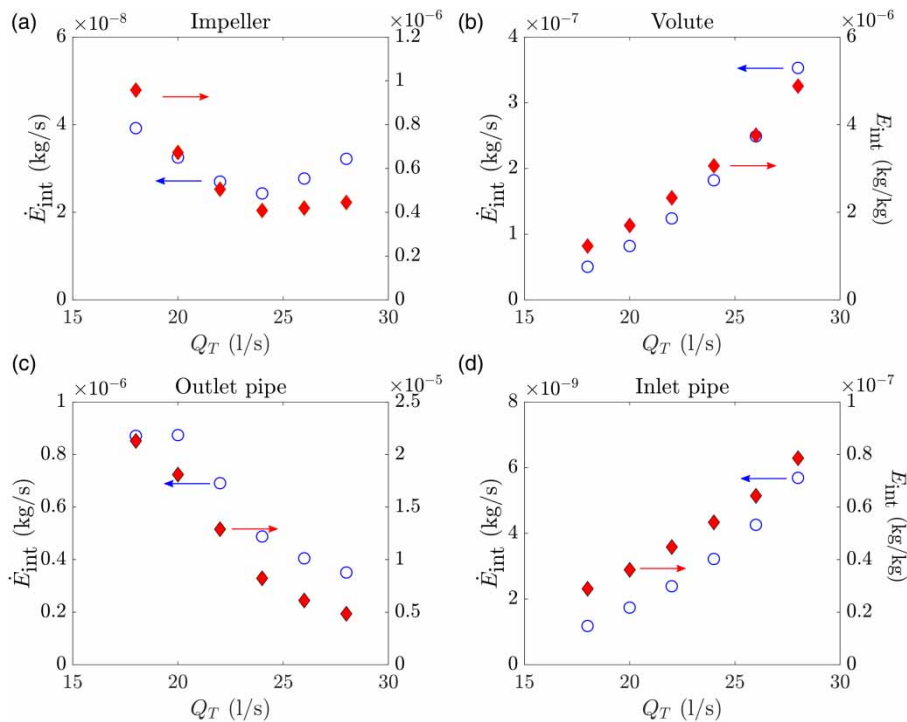 (a) ×10⁻⁸ Impeller ×10⁻⁶
6 4 2 0
1.2 1 0.8 0.6 0.4 0.2 0
Ė_int (kg/s)
15 20 25 30
Q_T (l/s)
(b) ×10⁻⁷ Volute ×10⁻⁶
4 3 2 1 0
6 4 2 0
Ė_int (kg/s)
E_int (kg/kg)
15 20 25 30
Q_T (l/s)
(c) ×10⁻⁶ Outlet pipe ×10⁻⁵
1 0.8 0.6 0.4 0.2 0
2.5 2 1.5 1 0.5 0
Ė_int (kg/s)
15 20 25 30
Q_T (l/s)
(d) ×10⁻⁹ Inlet pipe ×10⁻⁷
8 6 4 2 0
1 0.8 0.6 0.4 0.2 0
Ė_int (kg/s)
E_int (kg/kg)
15 20 25 30
Q_T (l/s)